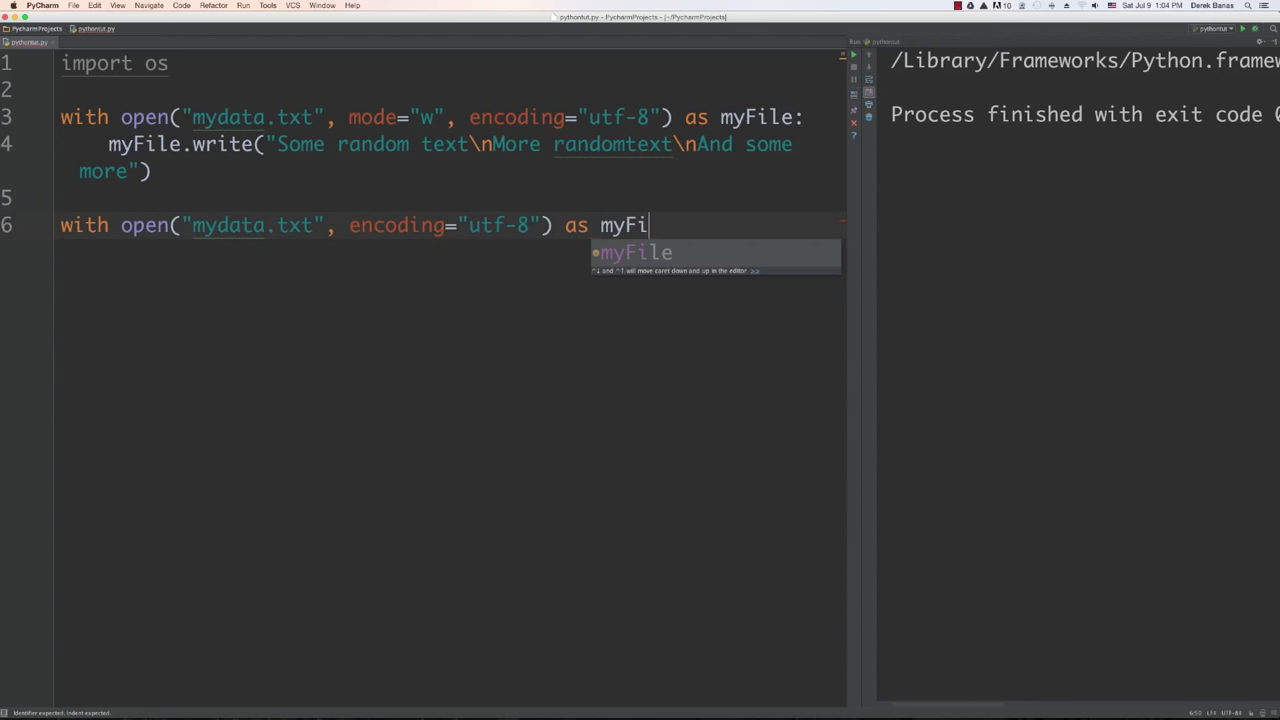 PyCharm File Edit View Navigate Code Refactor Run Tools VCS Window Help 10 Sat Jul 9 1:04 PM Derek Banas
pythontut.py - PycharmProjects - [~/PycharmProjects]
PycharmProjects pythontut.py pythontut
pythontut.py Run: pythontut
1 import os
/Library/Frameworks/Python.framew
2
3 with open("mydata.txt", mode="w", encoding="utf-8") as myFile:
Process finished with exit code
4 myFile.write("Some random text\nMore randomtext\nAnd some
more")
5
6 with open("mydata.txt", encoding="utf-8") as myFi
myFile
^↓ and ^↑ will move caret down and up in the editor >>
Identifier expected. Indent expected. 6:50 LF÷ UTF-8÷